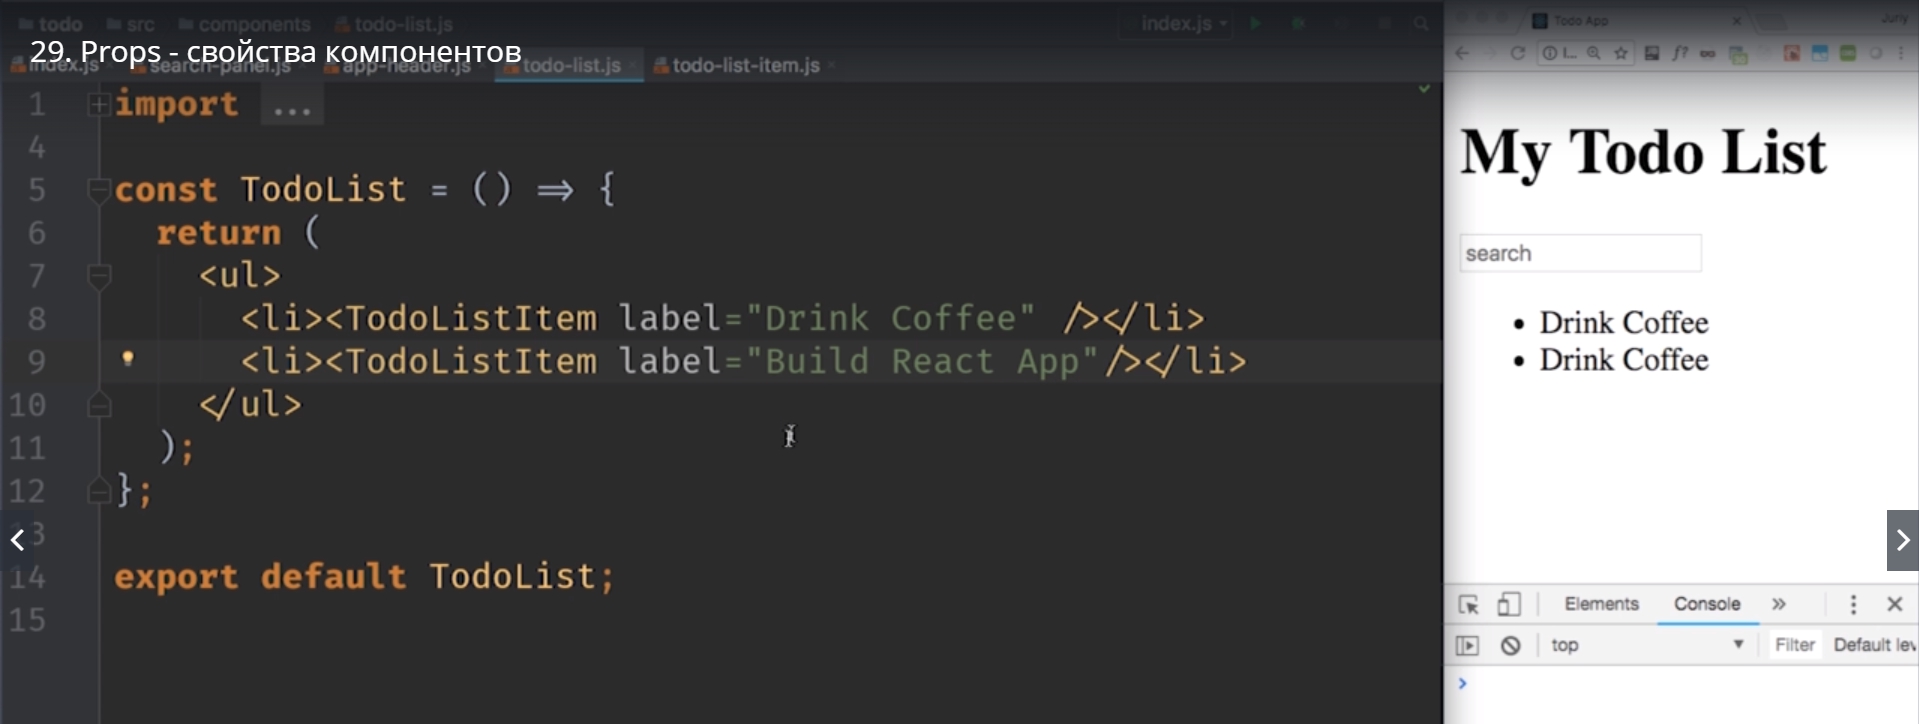 todo src components todo-list.js index.js
29. Props - свойства компонентов
index.js search-panel.js app-header.js todo-list.js todo-list-item.js
1 import ...
4
5 const TodoList = () => {
6 return (
7 <ul>
8 <li><TodoListItem label="Drink Coffee" /></li>
9 <li><TodoListItem label="Build React App"/></li>
10 </ul>
11 );
12 };
13
14 export default TodoList;
15
Todo App
f?
My Todo List
search
Drink Coffee
Drink Coffee
Elements Console »
top Filter Default lev